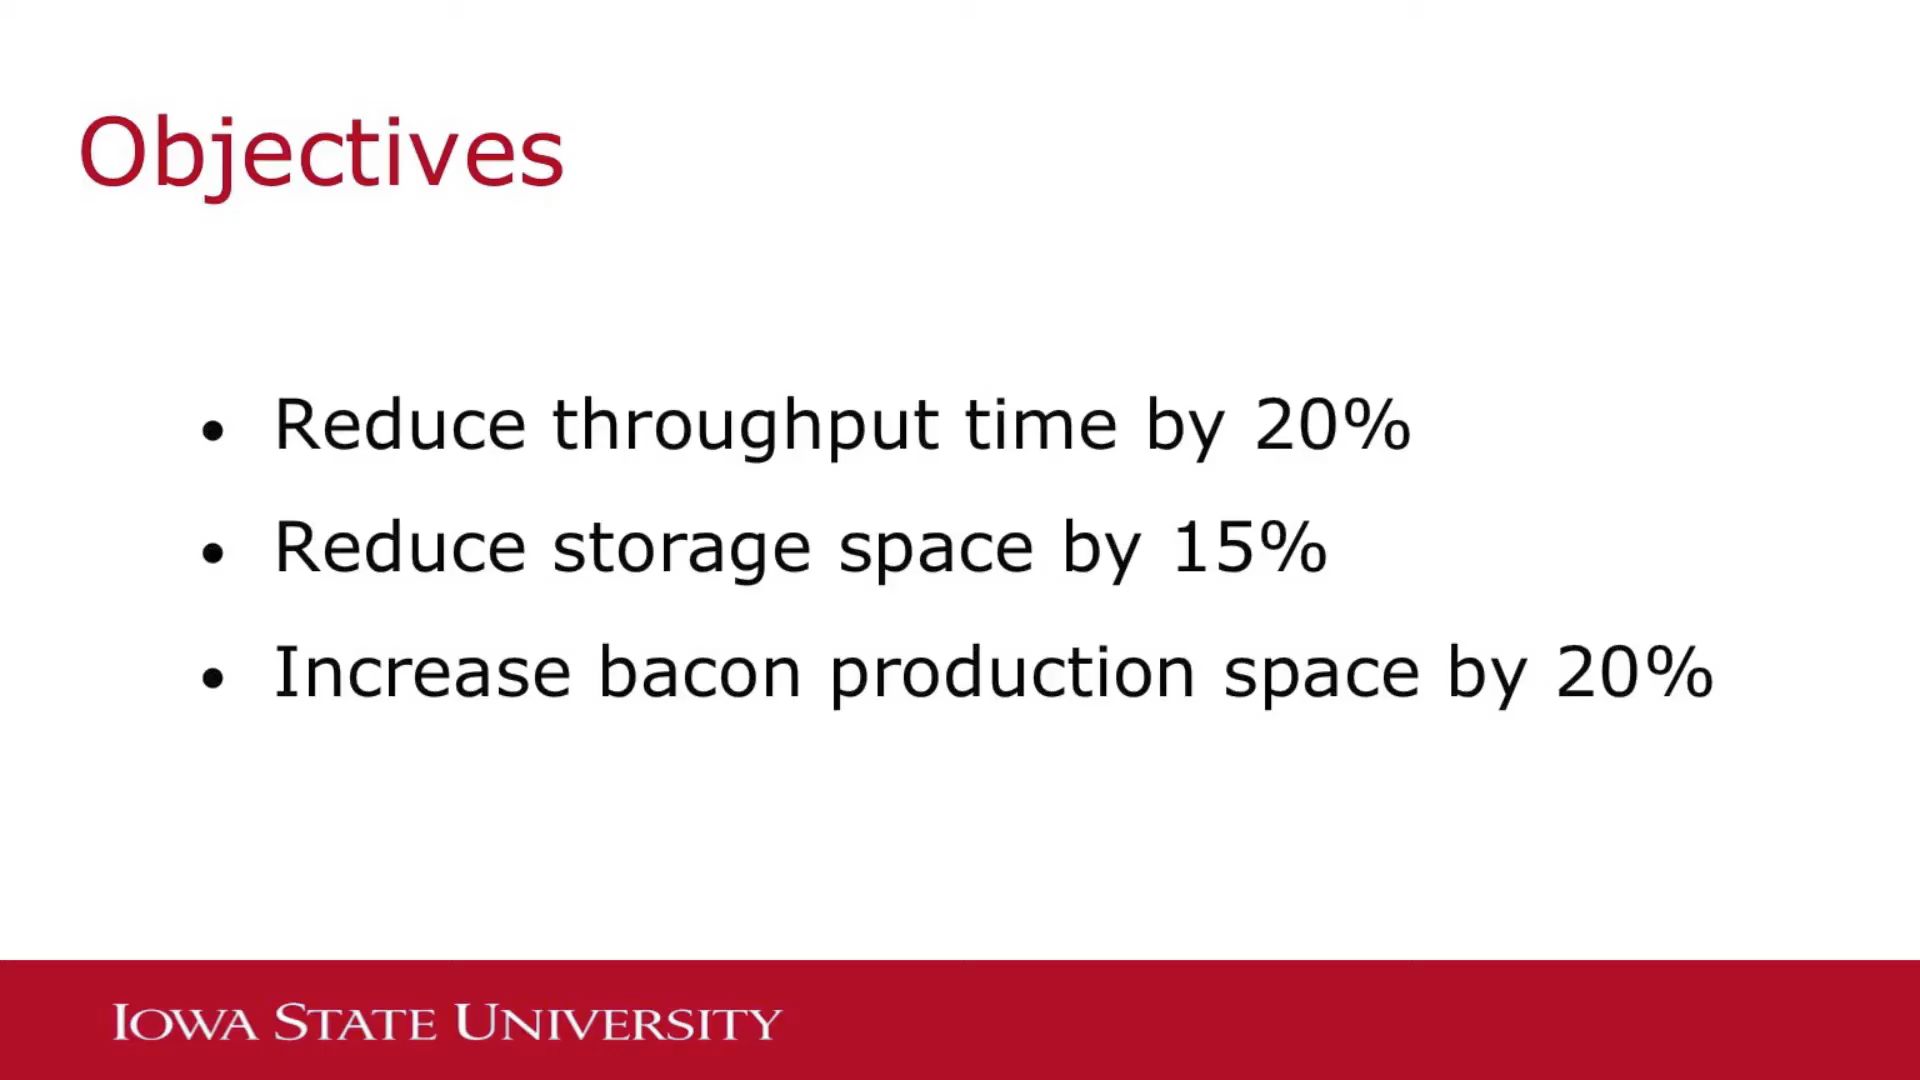 Objectives
• Reduce throughput time by 20%
• Reduce storage space by 15%
• Increase bacon production space by 20%
IOWA STATE UNIVERSITY